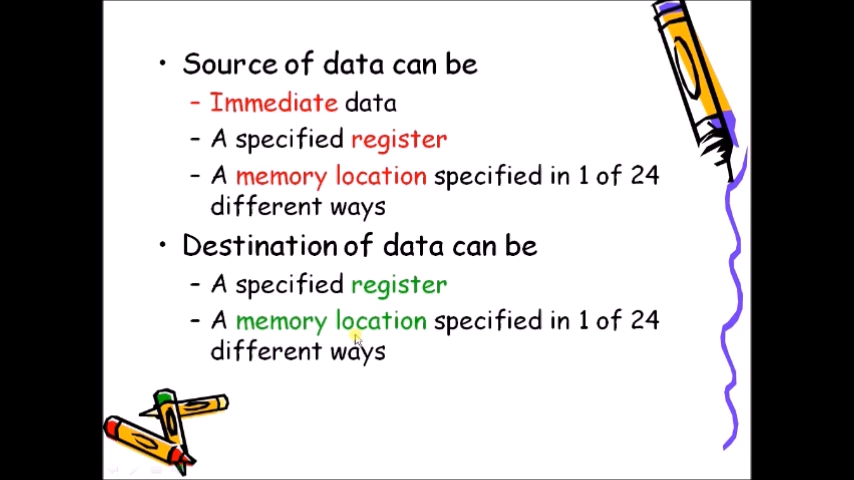 • Source of data can be
– Immediate data
– A specified register
– A memory location specified in 1 of 24
different ways
• Destination of data can be
– A specified register
– A memory location specified in 1 of 24
different ways